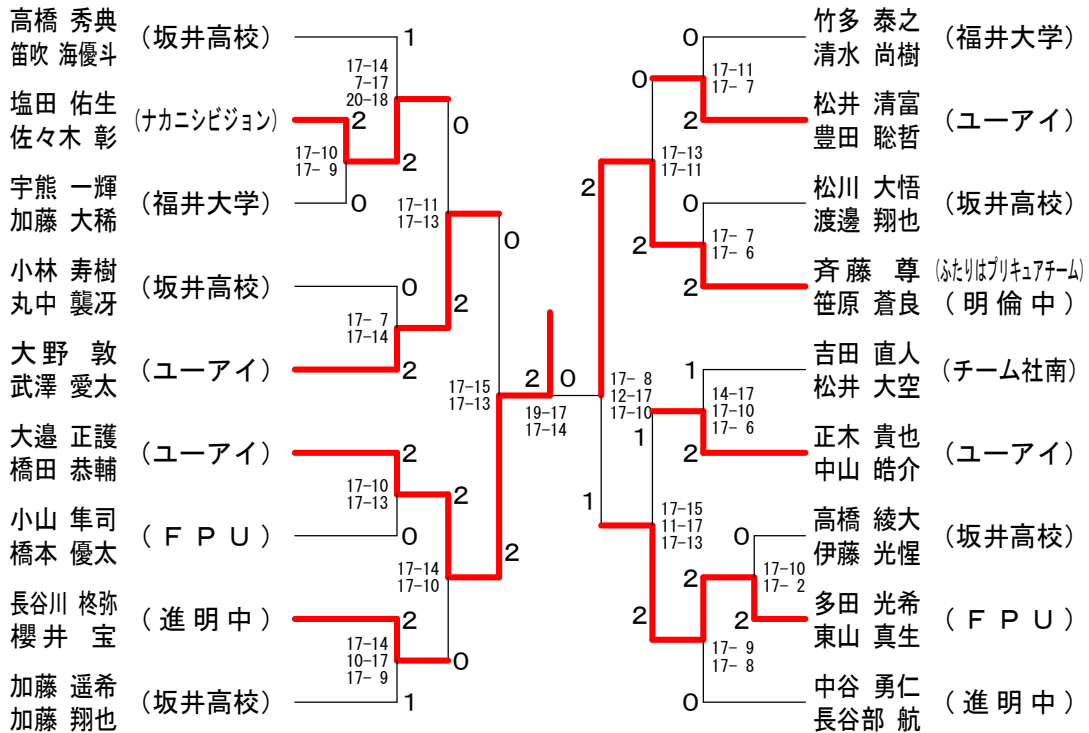 高橋 秀典
笛吹 海優斗
(坂井高校)
1
17-14
7-17
20-18
塩田 佑生
佐々木 彰
(ナカニシビジョン)
2
0
17-10
17- 9
2
宇熊 一輝
加藤 大稀
(福井大学)
0
17-11
17-13
0
小林 寿樹
丸中 襲冴
(坂井高校)
0
2
17- 7
17-14
大野 敦
武澤 愛太
(ユーアイ)
2
17-15
17-13
2
0
19-17
17-14
大邉 正護
橋田 恭輔
(ユーアイ)
2
17-10
17-13
2
小山 隼司
橋本 優太
(ＦＰＵ)
0
17-14
17-10
2
長谷川 柊弥
櫻井 宝
(進明中)
2
17-14
10-17
17- 9
0
加藤 遥希
加藤 翔也
(坂井高校)
1
竹多 泰之
清水 尚樹
(福井大学)
0
17-11
17- 7
0
松井 清富
豊田 聡哲
(ユーアイ)
2
17-13
17-11
2
松川 大悟
渡邊 翔也
(坂井高校)
0
17- 7
17- 6
2
斉藤 尊
笹原 蒼良
(ふたりはプリキュアチーム)
(明倫中)
2
吉田 直人
松井 大空
(チーム社南)
1
17- 8
12-17
17-10
14-17
17-10
17- 6
1
正木 貴也
中山 皓介
(ユーアイ)
2
1
17-15
11-17
17-13
高橋 綾大
伊藤 光惺
(坂井高校)
0
17-10
17- 2
2
多田 光希
東山 真生
(ＦＰＵ)
2
2
17- 9
17- 8
中谷 勇仁
長谷部 航
(進明中)
0